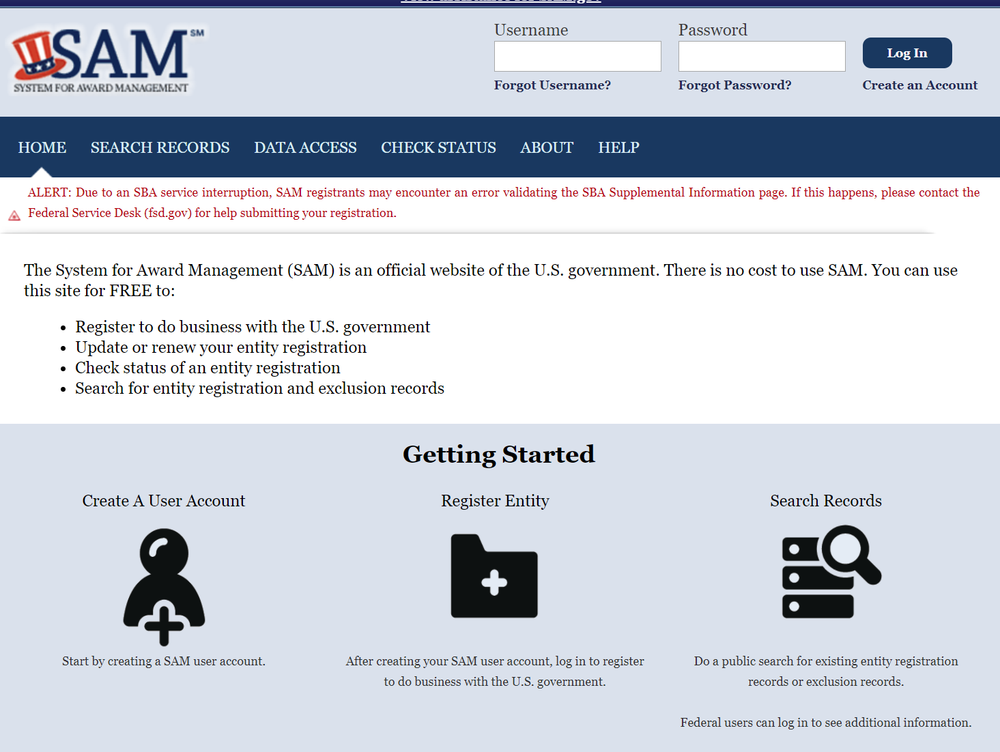 SAM SM
SYSTEM FOR AWARD MANAGEMENT
Username
Password
Log In
Forgot Username?
Forgot Password?
Create an Account
HOME SEARCH RECORDS DATA ACCESS CHECK STATUS ABOUT HELP
ALERT: Due to an SBA service interruption, SAM registrants may encounter an error validating the SBA Supplemental Information page. If this happens, please contact the
Federal Service Desk (fsd.gov) for help submitting your registration.
The System for Award Management (SAM) is an official website of the U.S. government. There is no cost to use SAM. You can use
this site for FREE to:
• Register to do business with the U.S. government
• Update or renew your entity registration
• Check status of an entity registration
• Search for entity registration and exclusion records
Getting Started
Create A User Account
Start by creating a SAM user account.
Register Entity
After creating your SAM user account, log in to register
to do business with the U.S. government.
Search Records
Do a public search for existing entity registration
records or exclusion records.
Federal users can log in to see additional information.